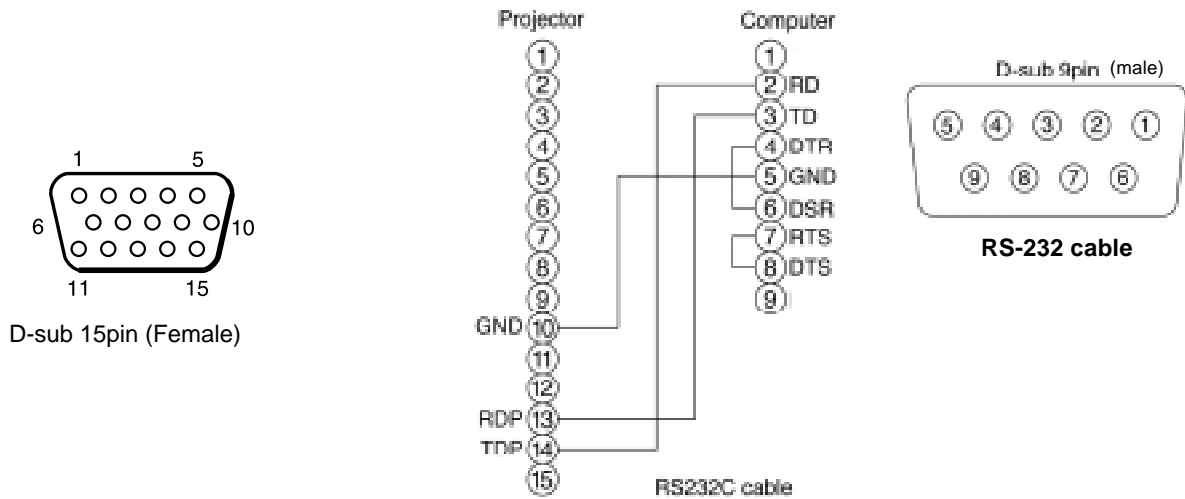 1 5
6 10
11 15
D-sub 15pin (Female)
Projector
1
2
3
4
5
6
7
8
9
GND 10
11
12
RDP 13
TDP 14
15
Computer
1
2 RD
3 TD
4 DTR
5 GND
6 DSR
7 RTS
8 DTS
9
RS232C cable
D-sub 9pin (male)
5 4 3 2 1
9 8 7 6
RS-232 cable